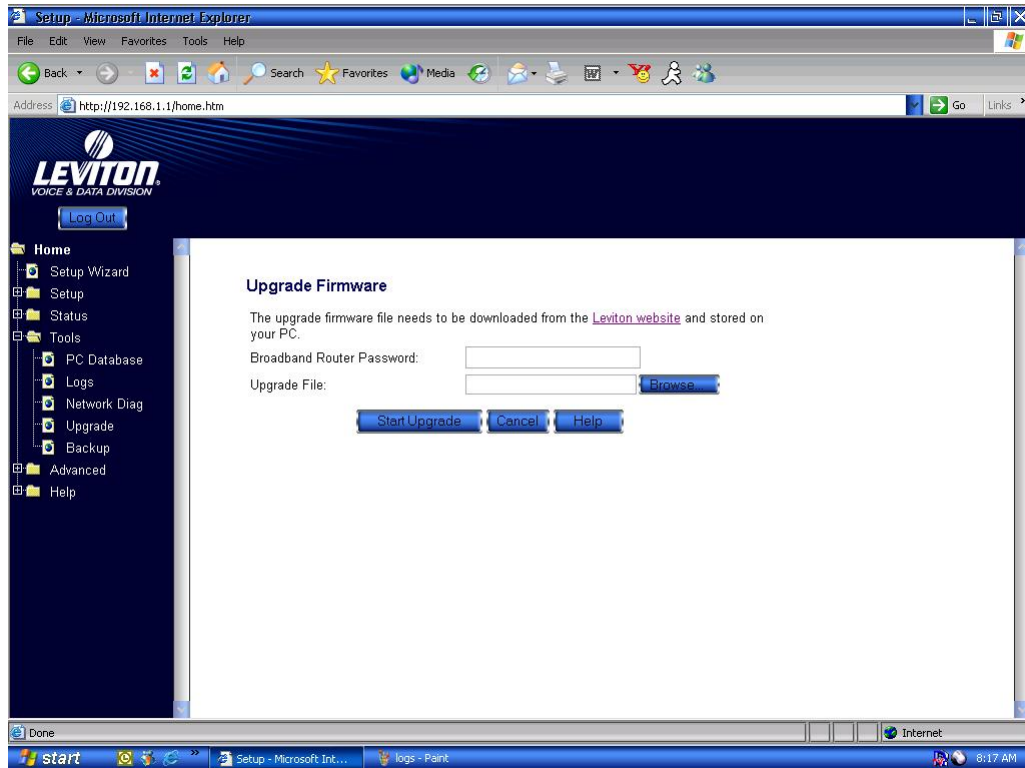 Setup - Microsoft Internet Explorer
File Edit View Favorites Tools Help
Back Search Favorites Media
Address http://192.168.1.1/home.htm Go Links
LEVITON.
VOICE & DATA DIVISION
Log Out
Home
Setup Wizard
Setup
Status
Tools
PC Database
Logs
Network Diag
Upgrade
Backup
Advanced
Help
Upgrade Firmware
The upgrade firmware file needs to be downloaded from the Leviton website and stored on
your PC.
Broadband Router Password:
Upgrade File: Browse...
Start Upgrade Cancel Help
Done Internet
start Setup - Microsoft Int... logs - Paint 8:17 AM